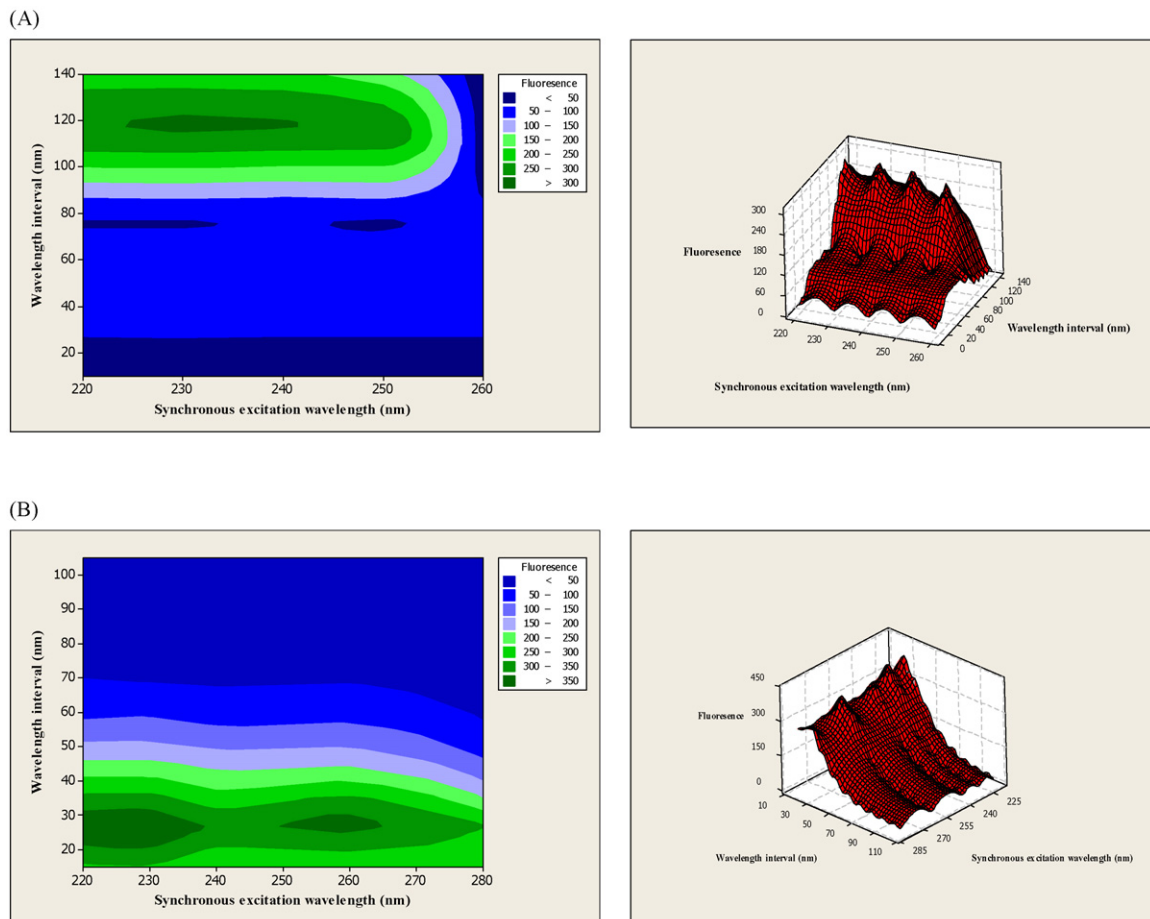 (A)
140
120
100
80
60
40
20
Wavelength interval (nm)
220 230 240 250 260
Synchronous excitation wavelength (nm)
Fluoresence
< 50
50 – 100
100 – 150
150 – 200
200 – 250
250 – 300
> 300
300
240
180
120
60
0
Fluoresence
220
230
240
250
260
Synchronous excitation wavelength (nm)
0
20
40
60
80
100
120
140
Wavelength interval (nm)
(B)
100
90
80
70
60
50
40
30
20
Wavelength interval (nm)
220 230 240 250 260 270 280
Synchronous excitation wavelength (nm)
Fluoresence
< 50
50 – 100
100 – 150
150 – 200
200 – 250
250 – 300
300 – 350
> 350
450
300
150
0
Fluoresence
10
30
50
70
90
110
Wavelength interval (nm)
285
270
255
240
225
Synchronous excitation wavelength (nm)